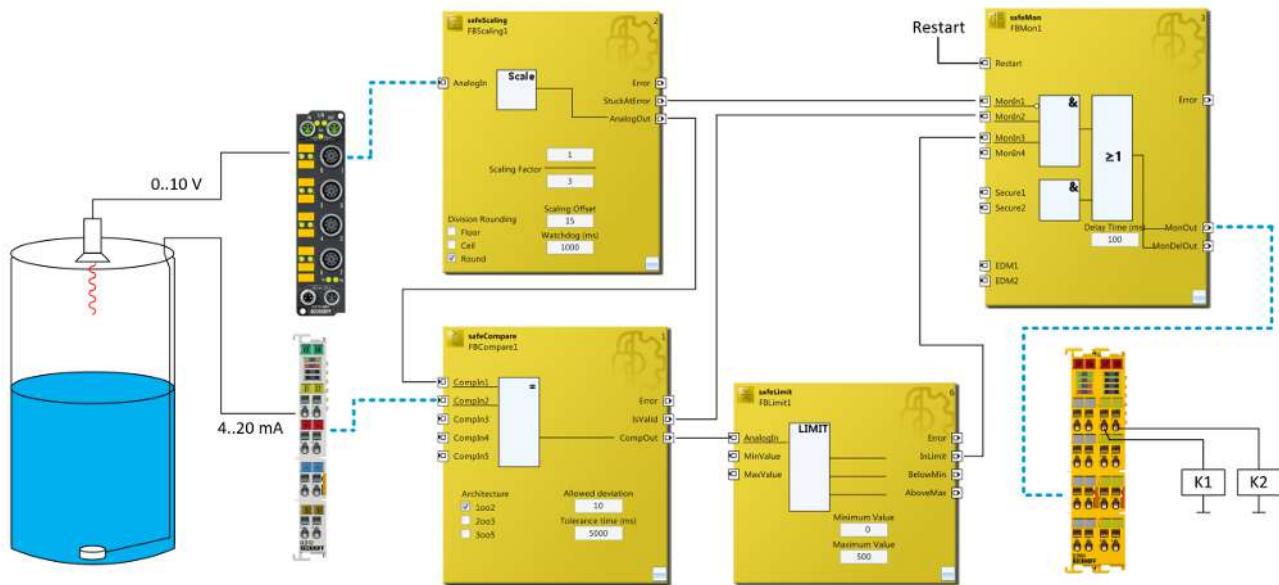 0..10 V
4..20 mA
safeScaling
FBScaling1
2
AnalogIn
Scale
Error
StuckAtError
AnalogOut
1
Scaling Factor
3
Scaling Offset
15
Division Rounding
Floor
Ceil
Round
Watchdog (ms)
1000
safeCompare
FBCompare1
1
CompIn1
CompIn2
CompIn3
CompIn4
CompIn5
=
Error
IsValid
CompOut
Architecture
1oo2
2oo3
3oo5
Allowed deviation
10
Tolerance time (ms)
5000
safeLimit
FBLimit1
6
AnalogIn
MinValue
MaxValue
LIMIT
Error
InLimit
BelowMin
AboveMax
Minimum Value
0
Maximum Value
500
Restart
safeMon
FBMon1
3
Restart
MonIn1
MonIn2
MonIn3
MonIn4
Secure1
Secure2
EDM1
EDM2
&
&
≥1
Error
Delay Time (ms)
100
MonOut
MonDelOut
K1
K2